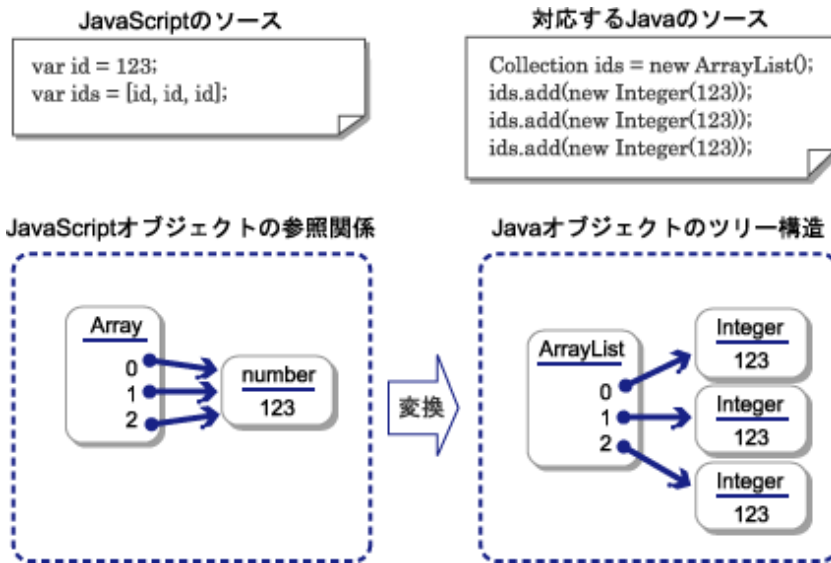 JavaScriptのソース
var id = 123;
var ids = [id, id, id];
対応するJavaのソース
Collection ids = new ArrayList();
ids.add(new Integer(123));
ids.add(new Integer(123));
ids.add(new Integer(123));
JavaScriptオブジェクトの参照関係
Array
0
1
2
number
123
変換
Javaオブジェクトのツリー構造
ArrayList
0
1
2
Integer
123
Integer
123
Integer
123